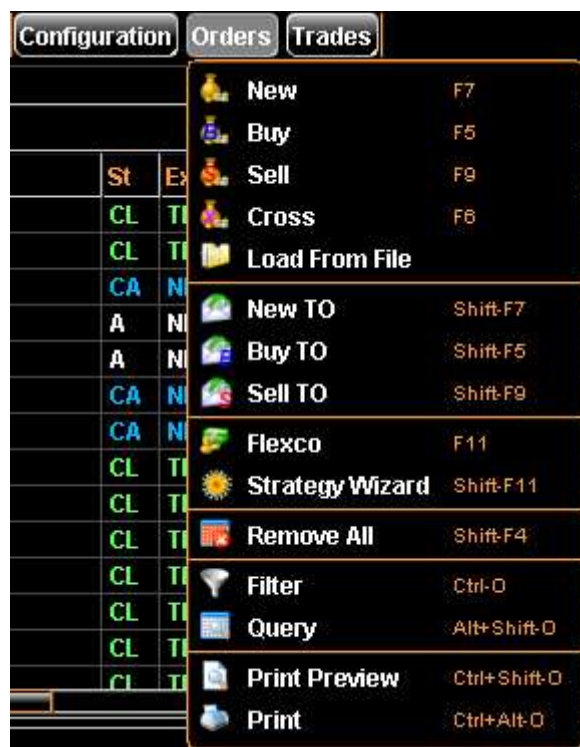 Configuration Orders Trades
New F7
Buy F5
St Sell F9
CL Cross F6
CL Load From File
CA
A New TO Shift-F7
A Buy TO Shift-F5
CA Sell TO Shift-F9
CA Flexco F11
CL
CL Strategy Wizard Shift-F11
CL Remove All Shift-F4
CL Filter Ctrl-O
CL Query Alt+Shift-O
CL
CL Print Preview Ctrl+Shift-O
Print Ctrl+Alt-O